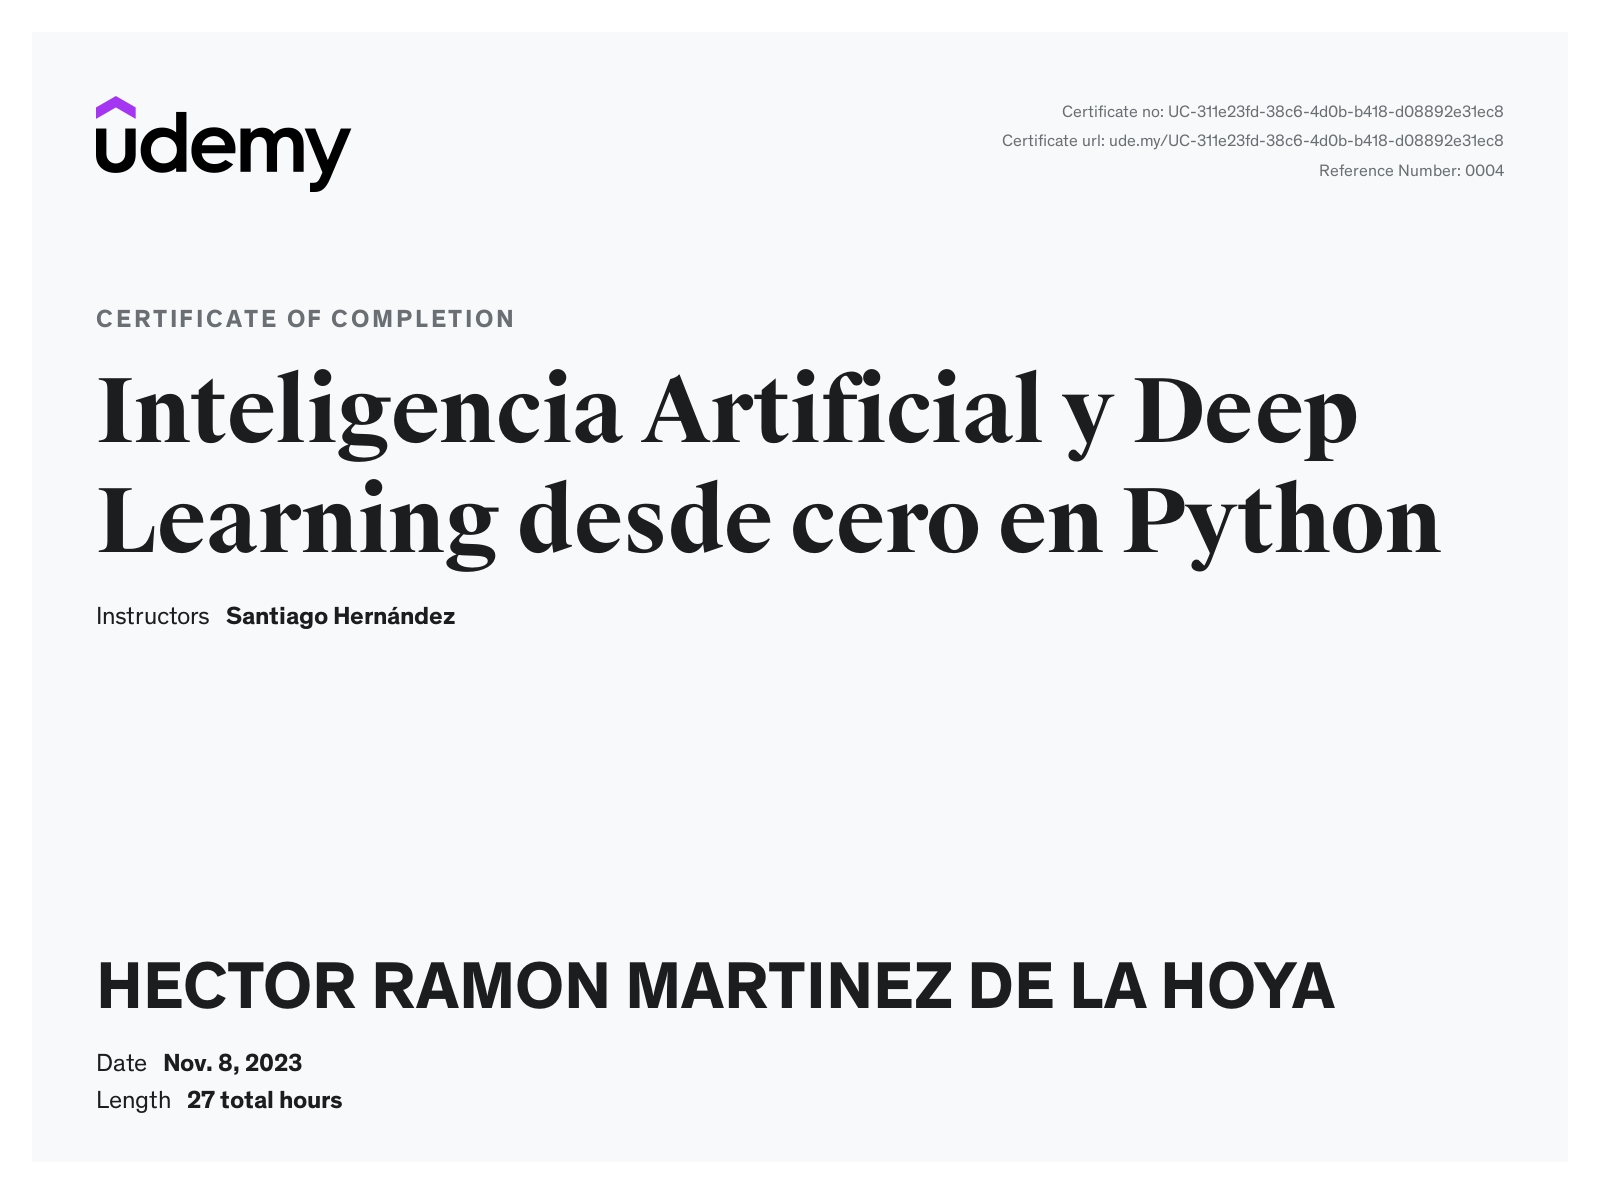 udemy
Certificate no: UC-311e23fd-38c6-4d0b-b418-d08892e31ec8
Certificate url: ude.my/UC-311e23fd-38c6-4d0b-b418-d08892e31ec8
Reference Number: 0004
CERTIFICATE OF COMPLETION
Inteligencia Artificial y Deep
Learning desde cero en Python
Instructors Santiago Hernández
HECTOR RAMON MARTINEZ DE LA HOYA
Date Nov. 8, 2023
Length 27 total hours